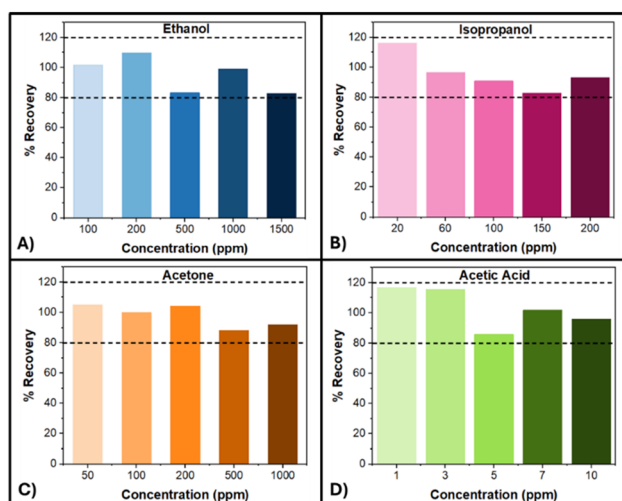 Ethanol
% Recovery
120
100
80
60
40
20
0
100 200 500 1000 1500
Concentration (ppm)
A)
Isopropanol
% Recovery
120
100
80
60
40
20
0
20 60 100 150 200
Concentration (ppm)
B)
Acetone
% Recovery
120
100
80
60
40
20
0
50 100 200 500 1000
Concentration (ppm)
C)
Acetic Acid
% Recovery
120
100
80
60
40
20
0
1 3 5 7 10
Concentration (ppm)
D)